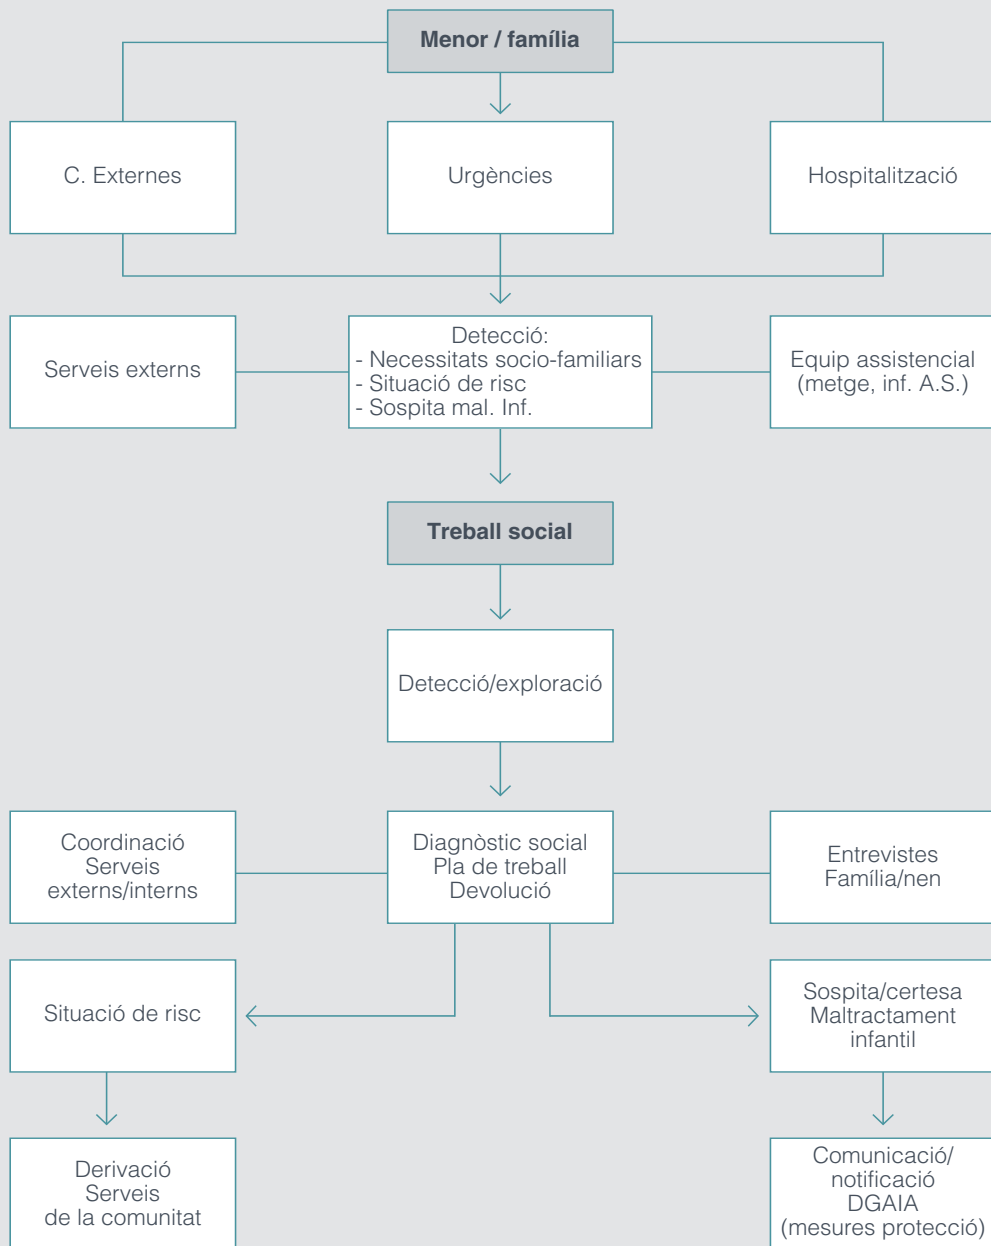 Menor / família
C. Externes
Urgències
Hospitalització
Serveis externs
Detecció:
- Necessitats socio-familiars
- Situació de risc
- Sospita mal. Inf.
Equip assistencial
(metge, inf. A.S.)
Treball social
Detecció/exploració
Coordinació
Serveis
externs/interns
Diagnòstic social
Pla de treball
Devolució
Entrevistes
Família/nen
Situació de risc
Sospita/certesa
Maltractament
infantil
Derivació
Serveis
de la comunitat
Comunicació/
notificació
DGAIA
(mesures protecció)